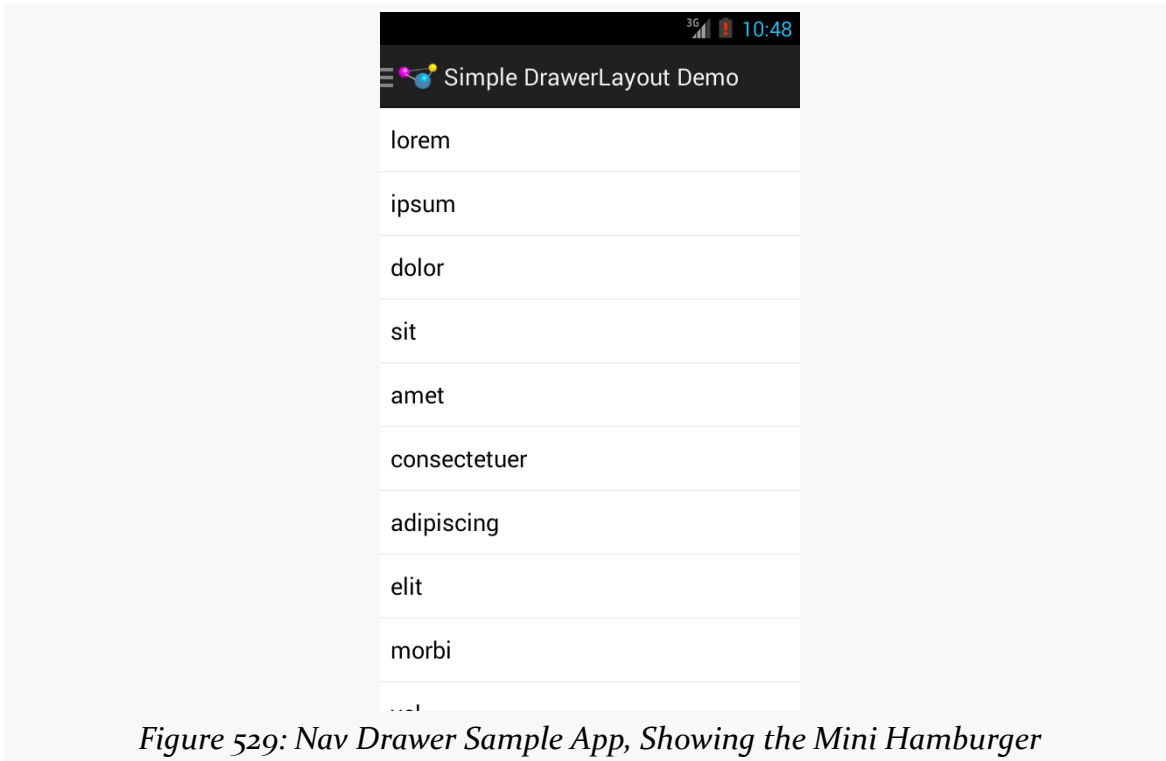 3G 10:48
Simple DrawerLayout Demo
lorem
ipsum
dolor
sit
amet
consectetuer
adipiscing
elit
morbi
Figure 529: Nav Drawer Sample App, Showing the Mini Hamburger